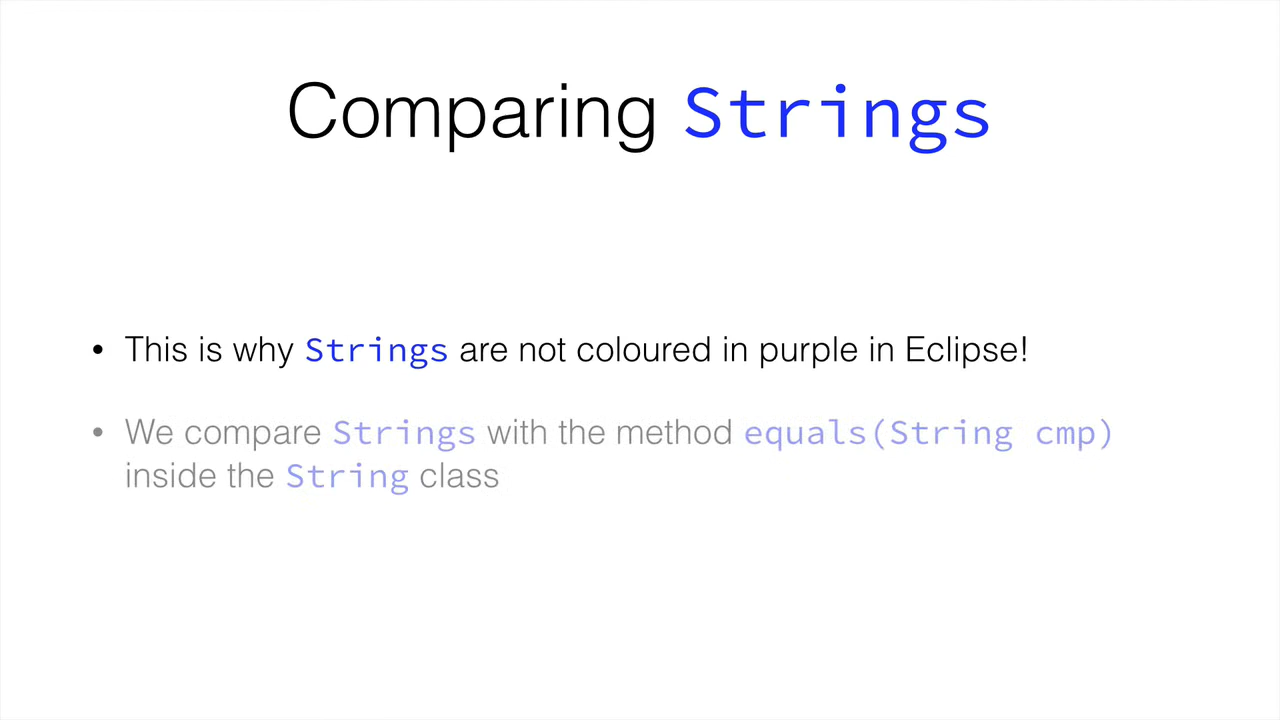 Comparing Strings
• This is why Strings are not coloured in purple in Eclipse!
• We compare Strings with the method equals(String cmp)
inside the String class